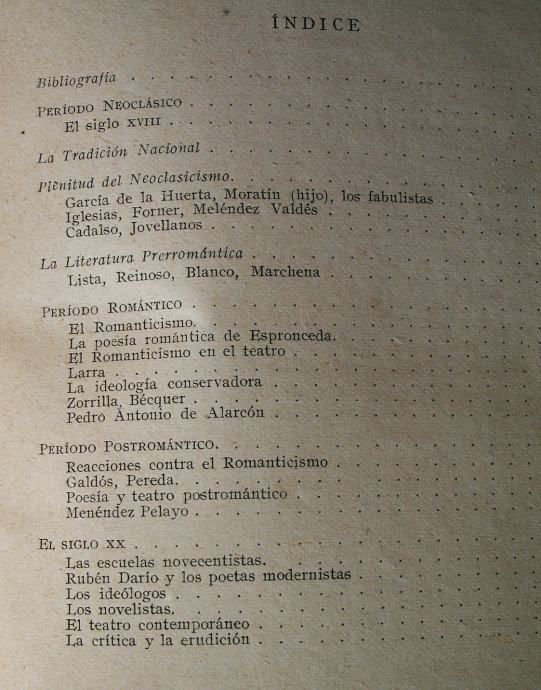 ÍNDICE
Bibliografía
PERÍODO NEOCLÁSICO
El siglo XVIII
La Tradición Nacional
Plenitud del Neoclasicismo.
García de la Huerta, Moratín (hijo), los fabulistas
Iglesias, Forner, Meléndez Valdés
Cadalso, Jovellanos
La Literatura Prerromántica
Lista, Reinoso, Blanco, Marchena
PERÍODO ROMÁNTICO
El Romanticismo.
La poesía romántica de Espronceda.
El Romanticismo en el teatro
Larra
La ideología conservadora
Zorrilla, Bécquer
Pedro Antonio de Alarcón
PERÍODO POSTROMÁNTICO.
Reacciones contra el Romanticismo
Galdós, Pereda.
Poesía y teatro postromántico
Menéndez Pelayo
EL SIGLO XX
Las escuelas novecentistas.
Rubén Darío y los poetas modernistas
Los ideólogos
Los novelistas.
El teatro contemporáneo
La crítica y la erudición